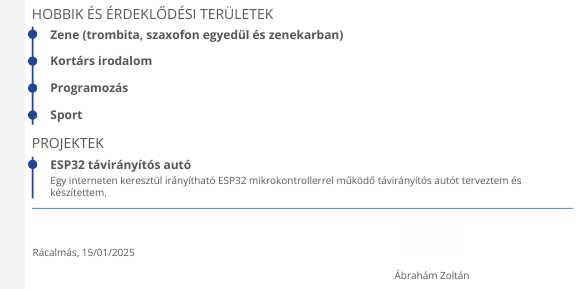 HOBBIK ÉS ÉRDEKLŐDÉSI TERÜLETEK
Zene (trombita, szaxofon egyedül és zenekarban)
Kortárs irodalom
Programozás
Sport
PROJEKTEK
ESP32 távirányítós autó
Egy interneten keresztül irányítható ESP32 mikrokontrollerrel működő távirányítós autót terveztem és
készítettem.
Rácalmás, 15/01/2025
Ábrahám Zoltán